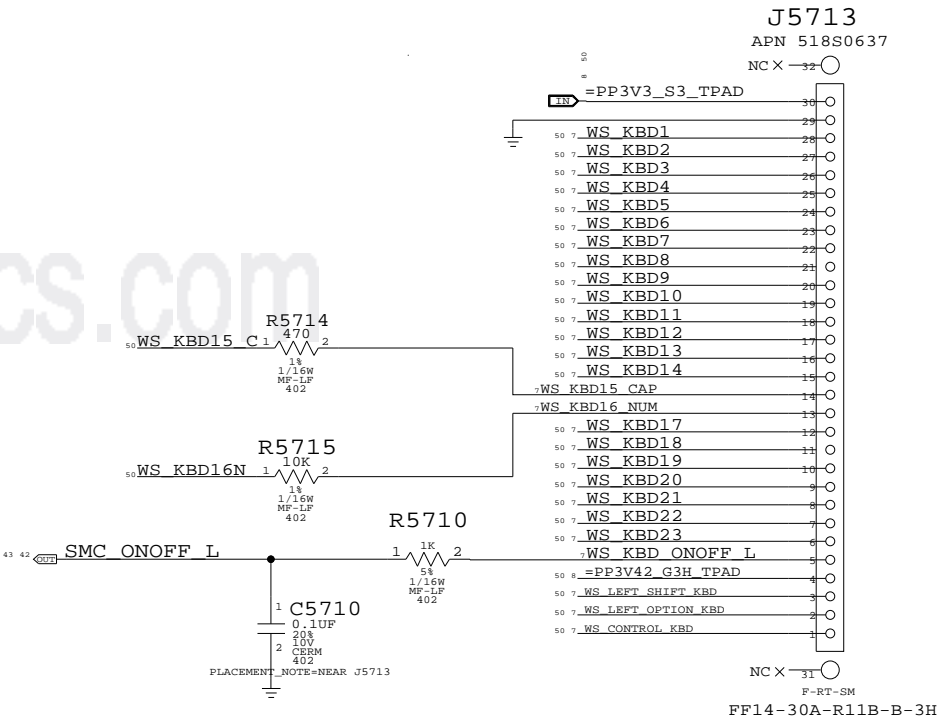 J5713
APN 518S0637
50
8
NC 32
IN =PP3V3_S3_TPAD 30
29
50 7 WS_KBD1 28
50 7 WS_KBD2 27
50 7 WS_KBD3 26
50 7 WS_KBD4 25
50 7 WS_KBD5 24
50 7 WS_KBD6 23
50 7 WS_KBD7 22
50 7 WS_KBD8 21
50 7 WS_KBD9 20
50 7 WS_KBD10 19
50 7 WS_KBD11 18
50 7 WS_KBD12 17
50 7 WS_KBD13 16
50 7 WS_KBD14 15
7 WS_KBD15_CAP 14
7 WS_KBD16_NUM 13
50 7 WS_KBD17 12
50 7 WS_KBD18 11
50 7 WS_KBD19 10
50 7 WS_KBD20 9
50 7 WS_KBD21 8
50 7 WS_KBD22 7
50 7 WS_KBD23 6
7 WS_KBD_ONOFF_L 5
50 8 =PP3V42_G3H_TPAD 4
50 7 WS_LEFT_SHIFT_KBD 3
50 7 WS_LEFT_OPTION_KBD 2
50 7 WS_CONTROL_KBD 1
NC 31
F-RT-SM
FF14-30A-R11B-B-3H
cs.com
R5714
470
50 WS_KBD15_C 1 2
1%
1/16W
MF-LF
402
R5715
10K
50 WS_KBD16N 1 2
1%
1/16W
MF-LF
402
R5710
1K
43 42 OUT SMC_ONOFF_L 1 2
5%
1/16W
MF-LF
402
1 C5710
0.1UF
20%
10V
2 CERM
402
PLACEMENT_NOTE=NEAR J5713